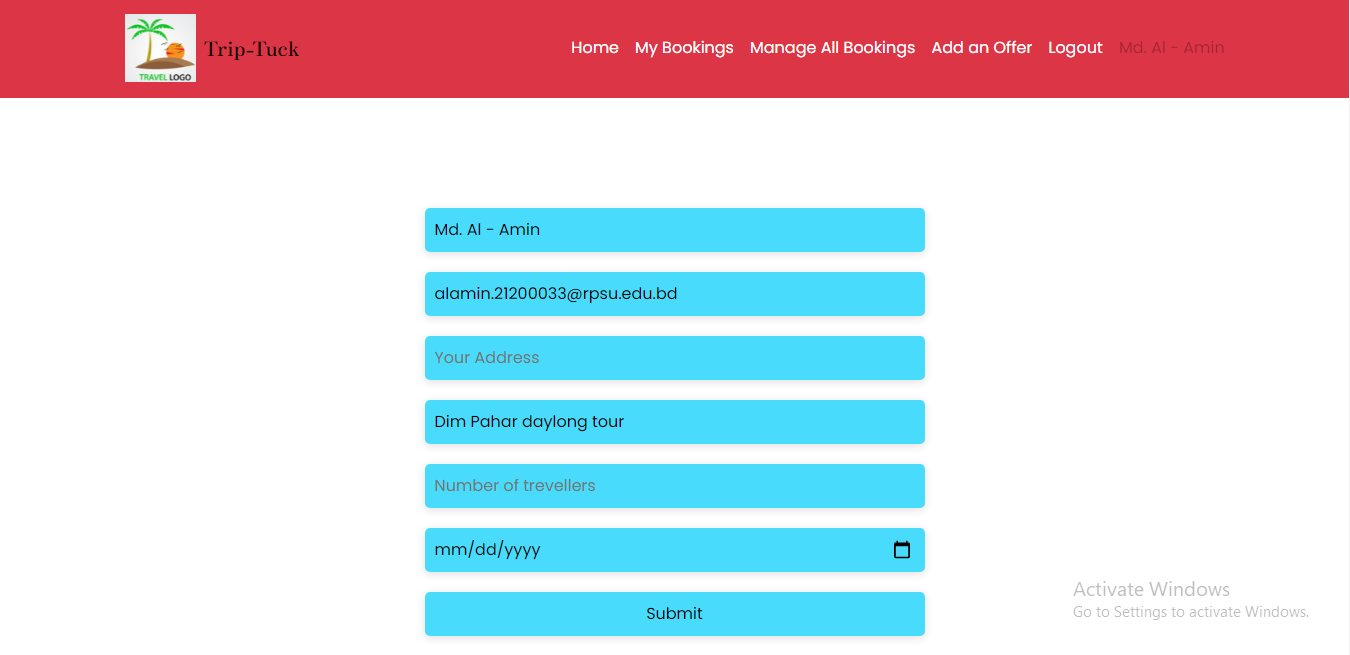 TRAVEL LOGO
Trip-Tuck
Home My Bookings Manage All Bookings Add an Offer Logout Md. Al - Amin
Md. Al - Amin
alamin.21200033@rpsu.edu.bd
Your Address
Dim Pahar daylong tour
Number of trevellers
mm/dd/yyyy
Submit
Activate Windows
Go to Settings to activate Windows.